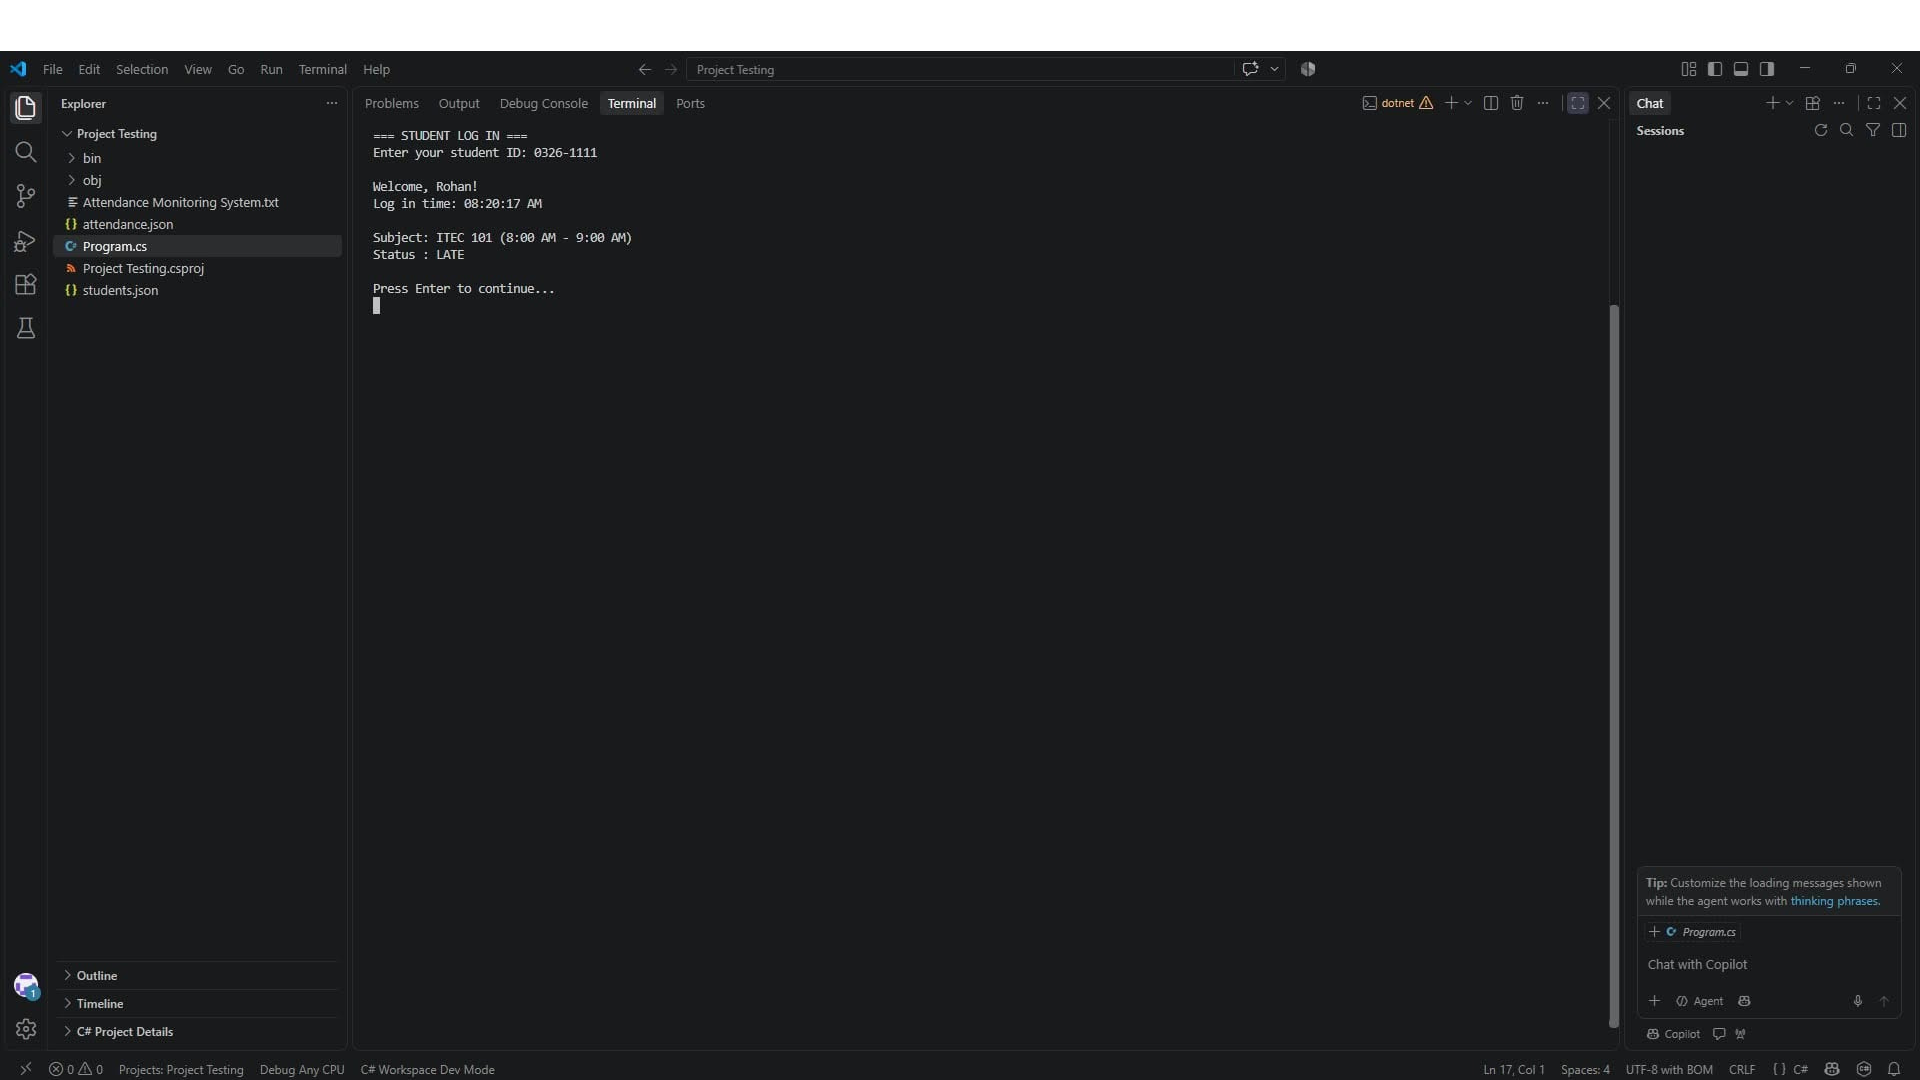 File Edit Selection View Go Run Terminal Help
Project Testing
Explorer
Project Testing
bin
obj
Attendance Monitoring System.txt
attendance.json
Program.cs
Project Testing.csproj
students.json
Outline
Timeline
C# Project Details
Problems Output Debug Console Terminal Ports
dotnet
=== STUDENT LOG IN ===
Enter your student ID: 0326-1111
Welcome, Rohan!
Log in time: 08:20:17 AM
Subject: ITEC 101 (8:00 AM - 9:00 AM)
Status : LATE
Press Enter to continue...
Chat
Sessions
Tip: Customize the loading messages shown
while the agent works with thinking phrases.
Program.cs
Chat with Copilot
Agent
Copilot
1
0 0 Projects: Project Testing Debug Any CPU C# Workspace Dev Mode
Ln 17, Col 1 Spaces: 4 UTF-8 with BOM CRLF { } C#